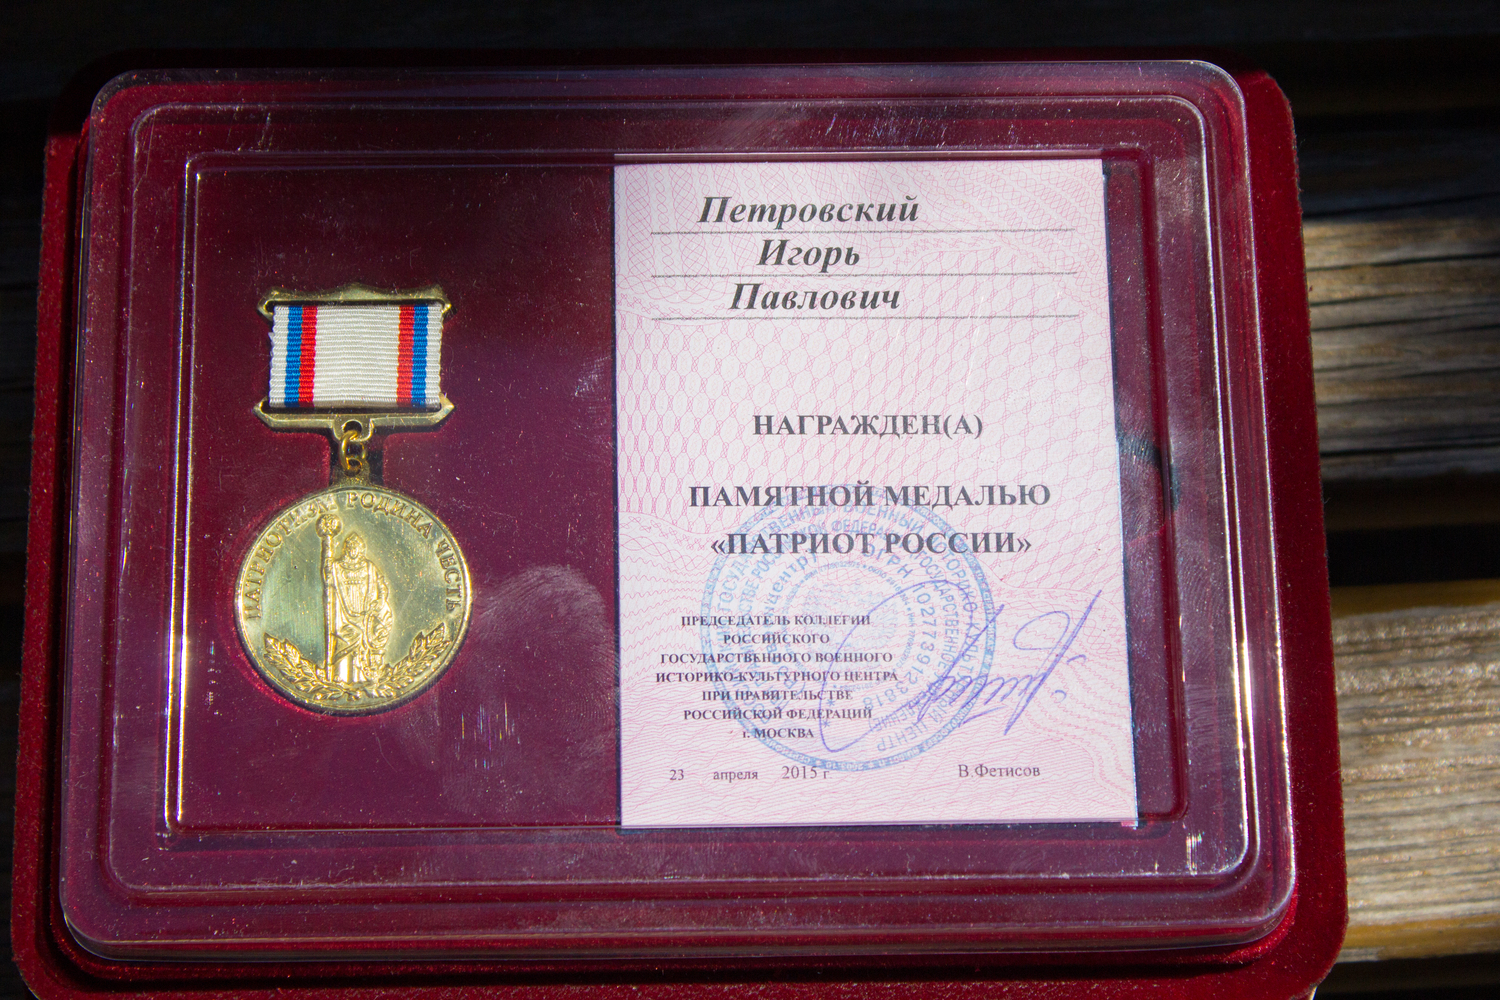 ПАТРИОТИЗМ РОДИНА ЧЕСТЬ
Петровский
Игорь
Павлович
НАГРАЖДЕН(А)
ПАМЯТНОЙ МЕДАЛЬЮ
«ПАТРИОТ РОССИИ»
ПРЕДСЕДАТЕЛЬ КОЛЛЕГИИ
РОССИЙСКОГО
ГОСУДАРСТВЕННОГО ВОЕННОГО
ИСТОРИКО-КУЛЬТУРНОГО ЦЕНТРА
ПРИ ПРАВИТЕЛЬСТВЕ
РОССИЙСКОЙ ФЕДЕРАЦИЙ
г. МОСКВА
23 апреля 2015 г.
В.Фетисов